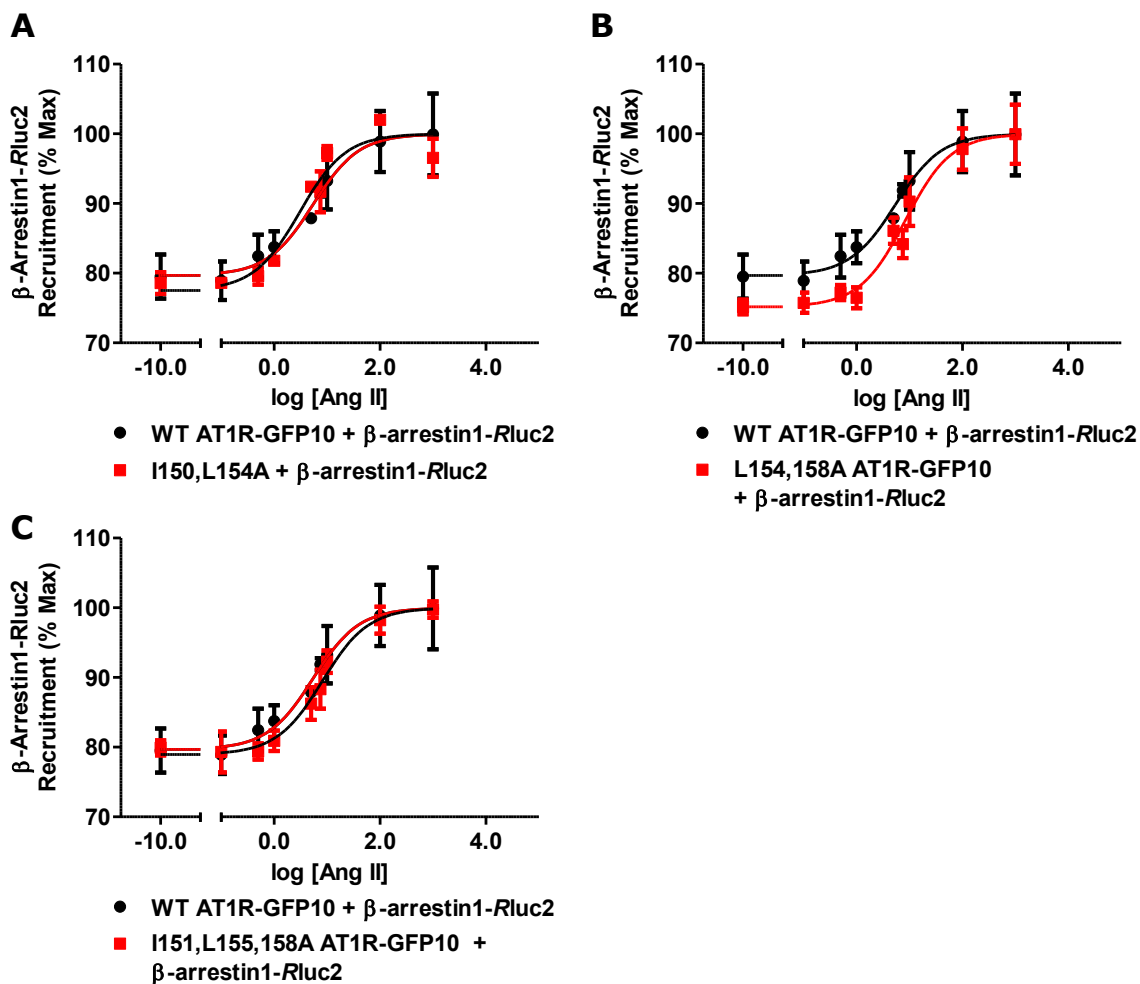 A
β-Arrestin1-Rluc2
Recruitment (% Max)
110
100
90
80
70
-10.0
0.0
2.0
4.0
log [Ang II]
WT AT1R-GFP10 + β-arrestin1-Rluc2
I150,L154A + β-arrestin1-Rluc2
B
β-Arrestin1-Rluc2
Recruitment (% Max)
110
100
90
80
70
-10.0
0.0
2.0
4.0
log [Ang II]
WT AT1R-GFP10 + β-arrestin1-Rluc2
L154,158A AT1R-GFP10
+ β-arrestin1-Rluc2
C
β-Arrestin1-Rluc2
Recruitment (% Max)
110
100
90
80
70
-10.0
0.0
2.0
4.0
log [Ang II]
WT AT1R-GFP10 + β-arrestin1-Rluc2
I151,L155,158A AT1R-GFP10 +
β-arrestin1-Rluc2